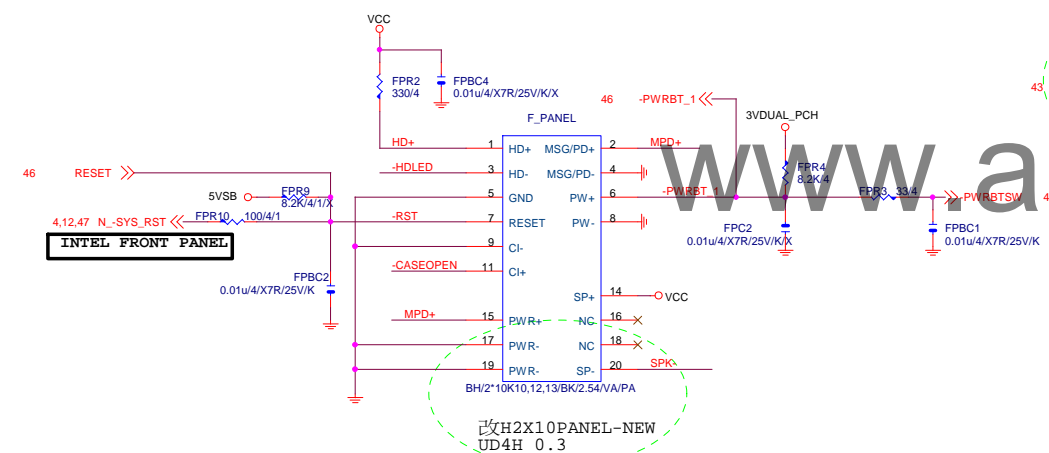 VCC
FPR2
330/4
FPBC4
0.01u/4/X7R/25V/K/X
46 -PWRBT_1
43
F_PANEL
3VDUAL_PCH
HD+ 1 HD+ MSG/PD+ 2 MPD+
-HDLED 3 HD- MSG/PD- 4
FPR4
8.2K/4
46 RESET
5VSB
FPR9
8.2K/4/1/X
5 GND PW+ 6 -PWRBT_1
FPR3 33/4
-PWRBTSW
4
4,12,47 N_-SYS_RST
FPR10 100/4/1
-RST 7 RESET PW- 8
FPC2
0.01u/4/X7R/25V/K/X
FPBC1
0.01u/4/X7R/25V/K
INTEL FRONT PANEL
9 CI-
-CASEOPEN 11 CI+
FPBC2
0.01u/4/X7R/25V/K
SP+ 14 VCC
MPD+ 15 PWR+ NC 16
17 PWR- NC 18
19 PWR- SP- 20 SPK-
BH/2*10K10,12,13/BK/2.54/VA/PA
改H2X10PANEL-NEW
UD4H 0.3
www.a